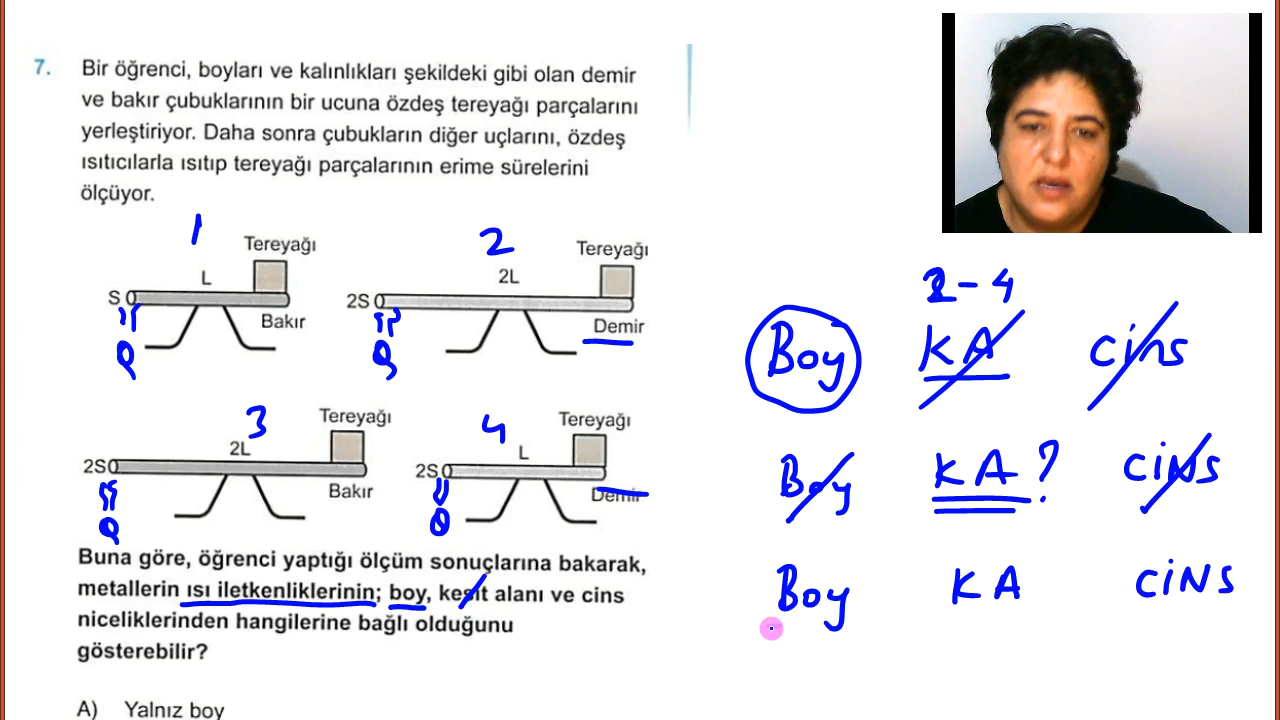 7. Bir öğrenci, boyları ve kalınlıkları şekildeki gibi olan demir
ve bakır çubuklarının bir ucuna özdeş tereyağı parçalarını
yerleştiriyor. Daha sonra çubukların diğer uçlarını, özdeş
ısıtıcılarla ısıtıp tereyağı parçalarının erime sürelerini
ölçüyor.
1
Tereyağı
L
S
Bakır
Q
2
Tereyağı
2L
2S
Demir
Q
3
Tereyağı
2L
2S
Bakır
Q
4
Tereyağı
L
2S
Demir
Q
Buna göre, öğrenci yaptığı ölçüm sonuçlarına bakarak,
metallerin ısı iletkenliklerinin; boy, kesit alanı ve cins
niceliklerinden hangilerine bağlı olduğunu
gösterebilir?
A) Yalnız boy
2-4
Boy KA cins
Boy KA? CiNS
Boy KA CiNS